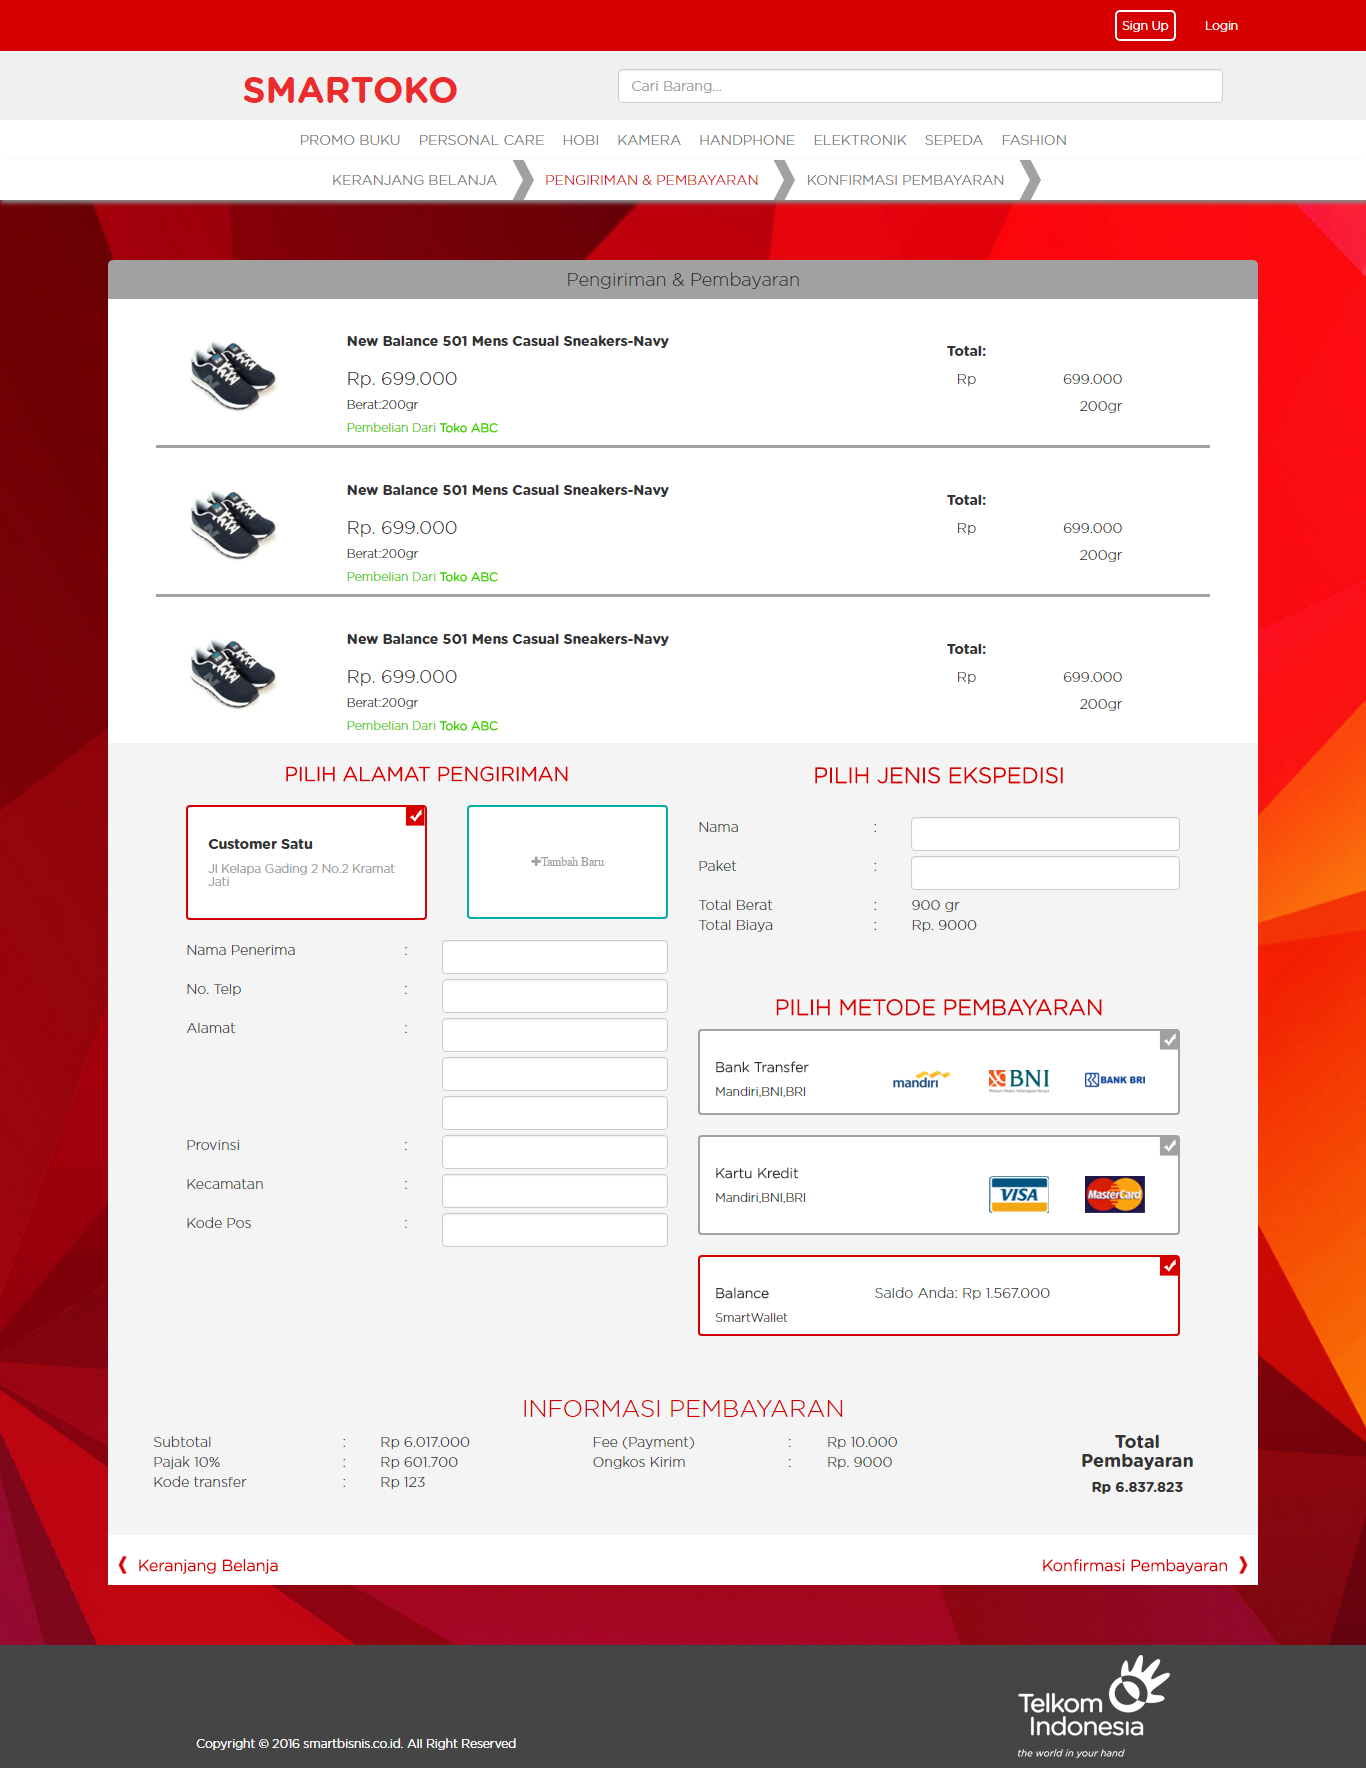 Sign Up
Login
SMARTOKO
Cari Barang...
PROMO BUKU PERSONAL CARE HOBI KAMERA HANDPHONE ELEKTRONIK SEPEDA FASHION
KERANJANG BELANJA PENGIRIMAN & PEMBAYARAN KONFIRMASI PEMBAYARAN
Pengiriman & Pembayaran
New Balance 501 Mens Casual Sneakers-Navy
Rp. 699.000
Berat:200gr
Pembelian Dari Toko ABC
Total:
Rp 699.000
200gr
New Balance 501 Mens Casual Sneakers-Navy
Rp. 699.000
Berat:200gr
Pembelian Dari Toko ABC
Total:
Rp 699.000
200gr
New Balance 501 Mens Casual Sneakers-Navy
Rp. 699.000
Berat:200gr
Pembelian Dari Toko ABC
Total:
Rp 699.000
200gr
PILIH ALAMAT PENGIRIMAN
Customer Satu
Jl Kelapa Gading 2 No.2 Kramat
Jati
Tambah Baru
Nama Penerima :
No. Telp :
Alamat :
Provinsi :
Kecamatan :
Kode Pos :
PILIH JENIS EKSPEDISI
Nama :
Paket :
Total Berat : 900 gr
Total Biaya : Rp. 9000
PILIH METODE PEMBAYARAN
Bank Transfer
Mandiri,BNI,BRI
mandiri
BNI
BANK BRI
Kartu Kredit
Mandiri,BNI,BRI
VISA
MasterCard
Balance
SmartWallet
Saldo Anda: Rp 1.567.000
INFORMASI PEMBAYARAN
Subtotal : Rp 6.017.000
Pajak 10% : Rp 601.700
Kode transfer : Rp 123
Fee (Payment) : Rp 10.000
Ongkos Kirim : Rp. 9000
Total
Pembayaran
Rp 6.837.823
Keranjang Belanja
Konfirmasi Pembayaran
Copyright © 2016 smartbisnis.co.id. All Right Reserved
Telkom
Indonesia
the world in your hand